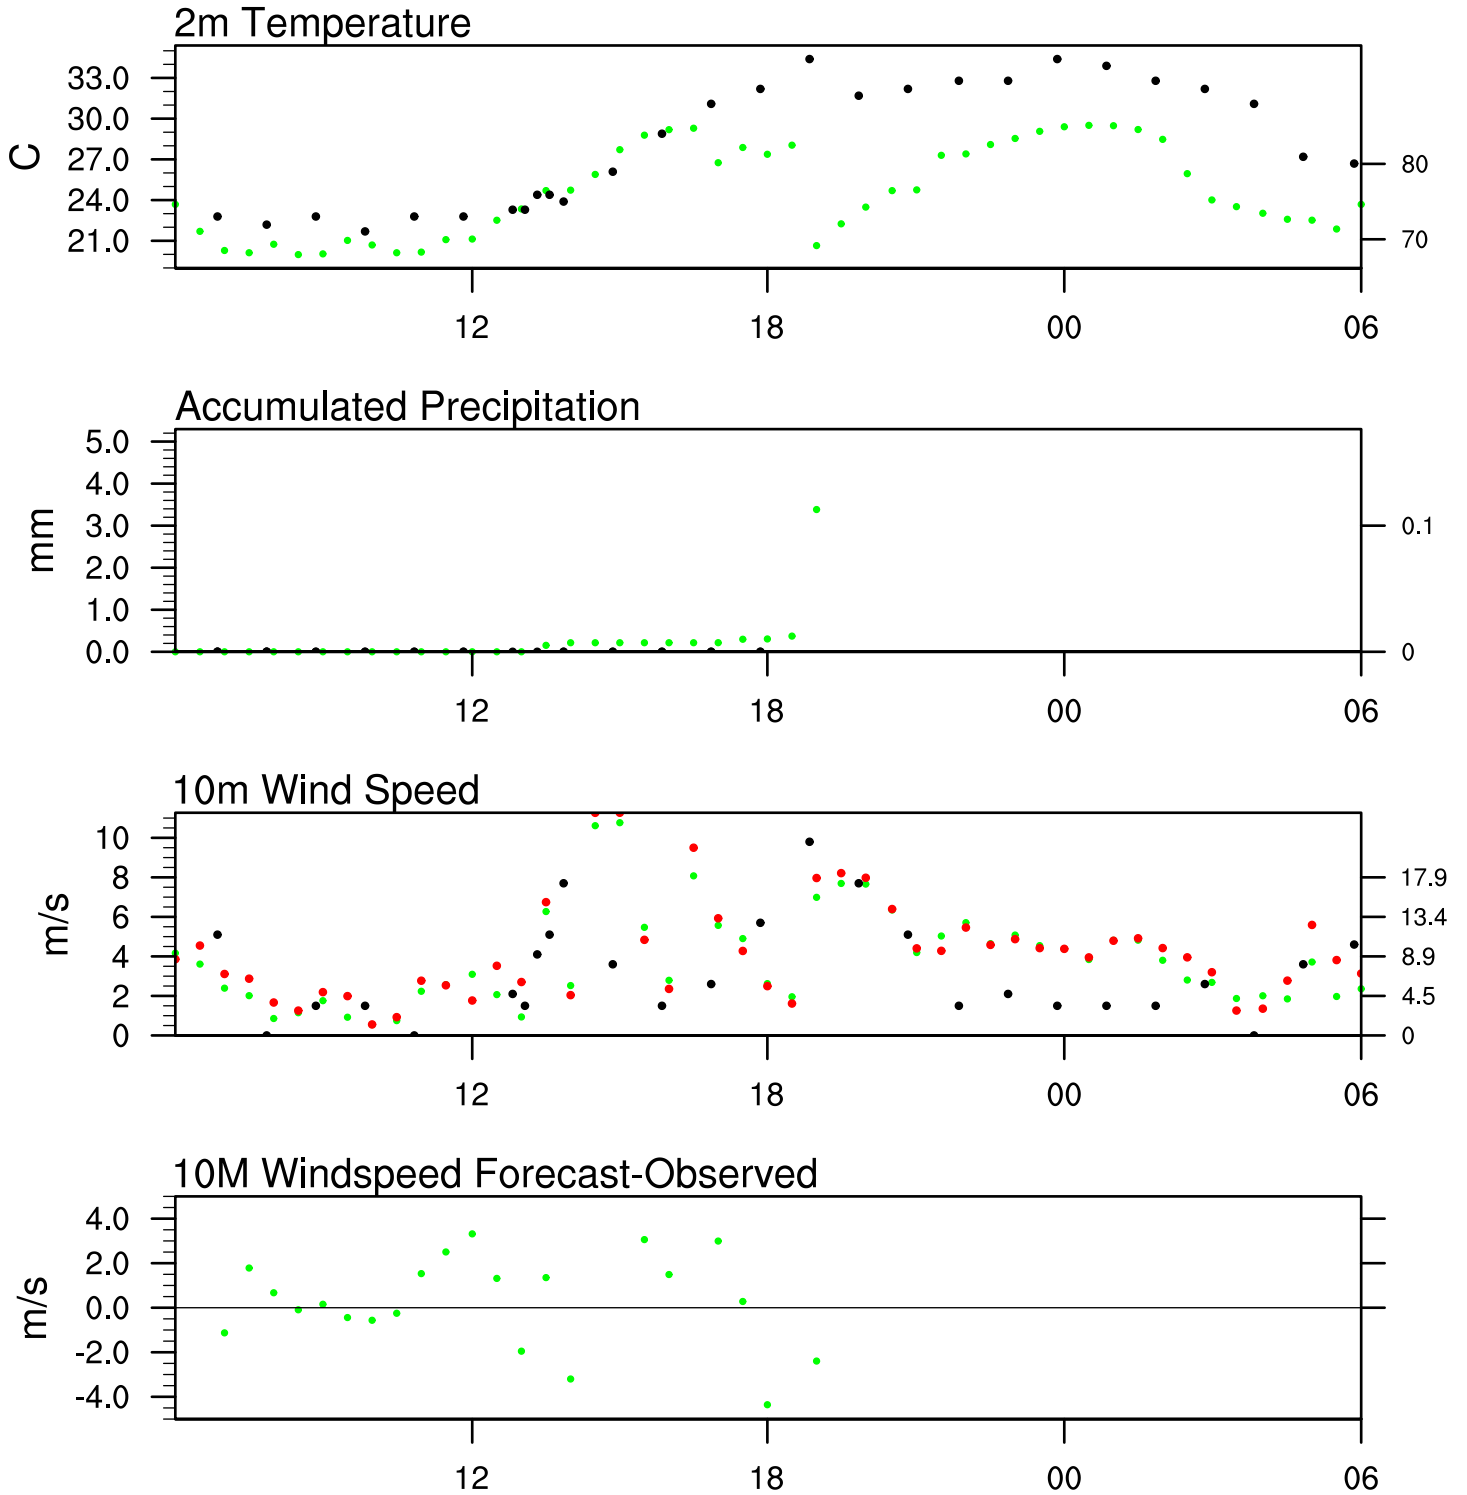 2m Temperature
33.0
30.0
27.0
24.0
21.0
C
80
70
12 18 00 06
Accumulated Precipitation
5.0
4.0
3.0
2.0
1.0
0.0
mm
0.1
0
12 18 00 06
10m Wind Speed
10
8
6
4
2
0
m/s
17.9
13.4
8.9
4.5
0
12 18 00 06
10M Windspeed Forecast-Observed
4.0
2.0
0.0
-2.0
-4.0
m/s
12 18 00 06